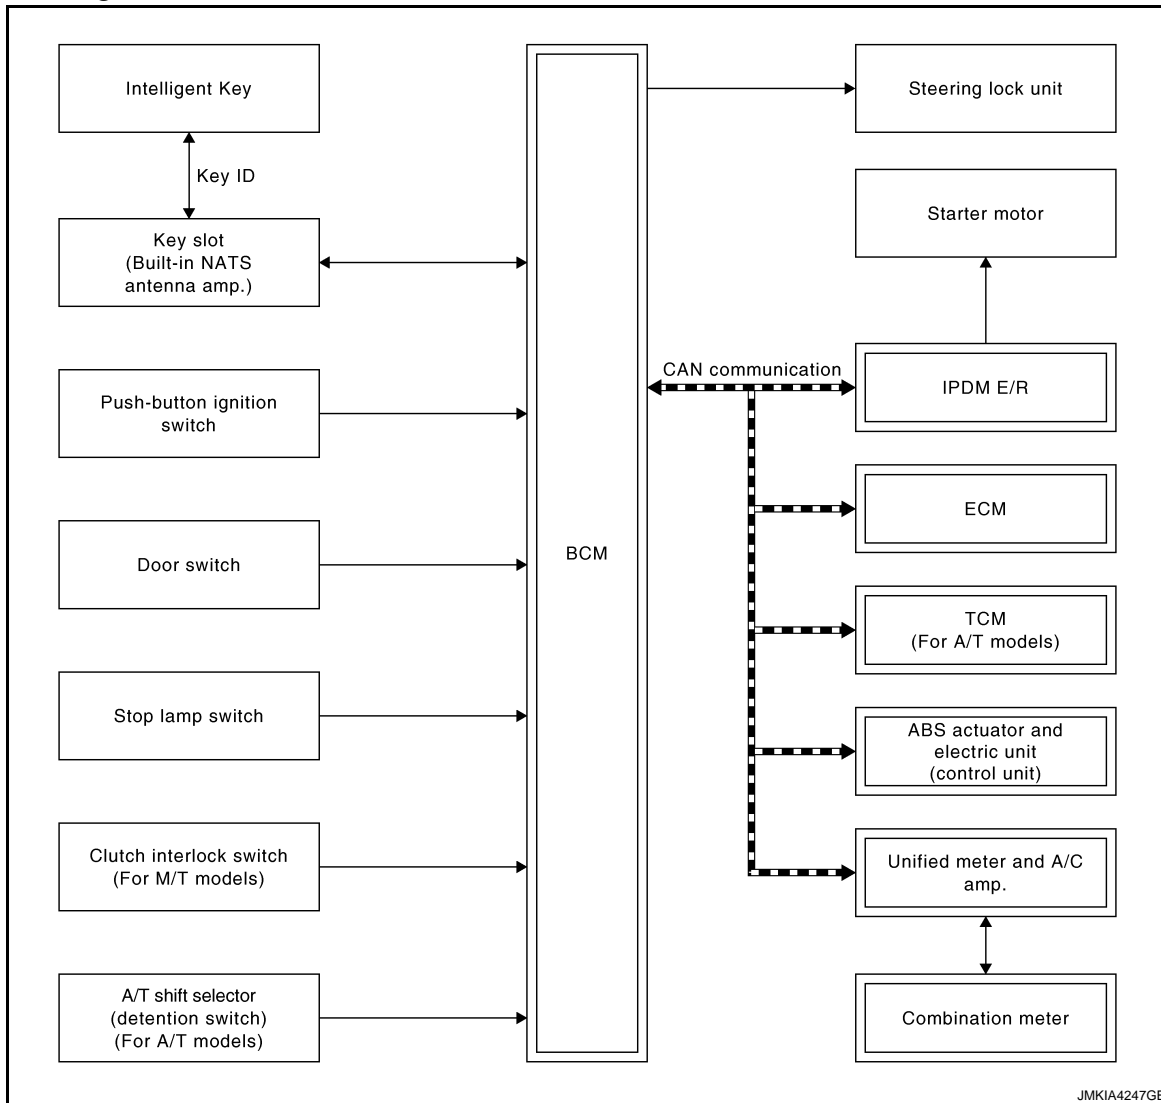 Intelligent Key
Key ID
Key slot
(Built-in NATS
antenna amp.)
Push-button ignition
switch
Door switch
Stop lamp switch
Clutch interlock switch
(For M/T models)
A/T shift selector
(detention switch)
(For A/T models)
BCM
Steering lock unit
Starter motor
CAN communication
IPDM E/R
ECM
TCM
(For A/T models)
ABS actuator and
electric unit
(control unit)
Unified meter and A/C
amp.
Combination meter